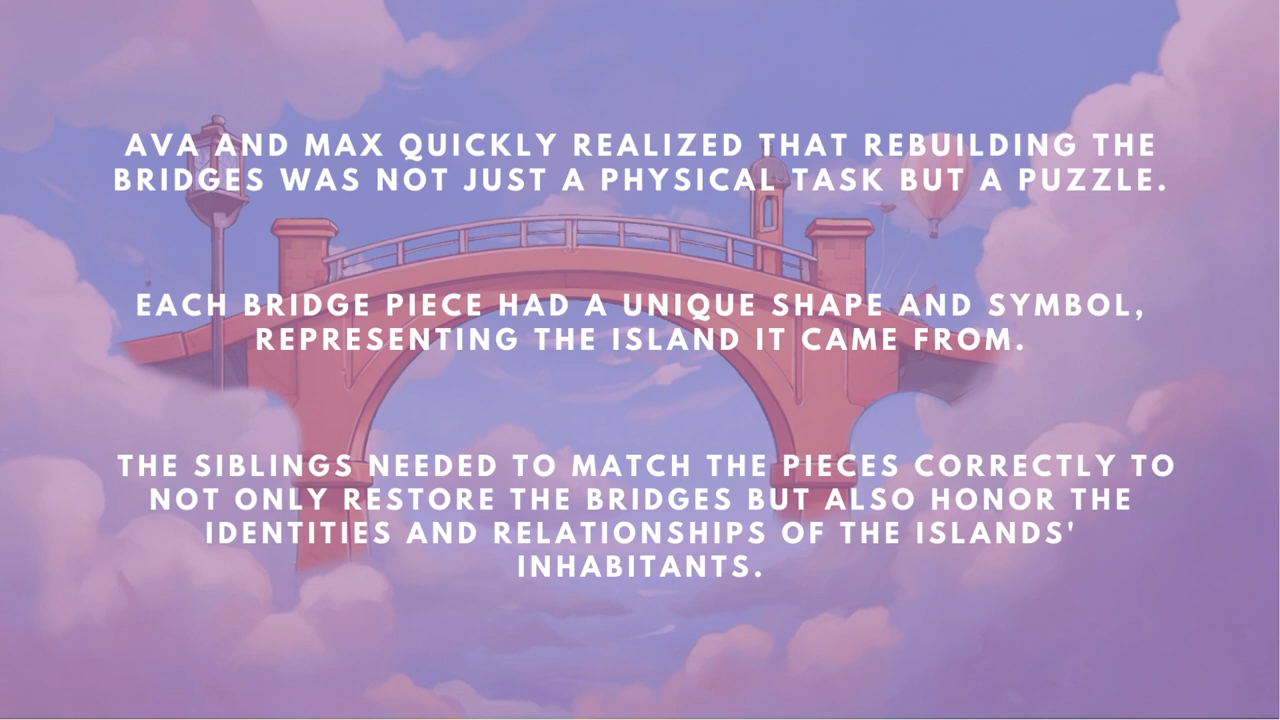 AVA AND MAX QUICKLY REALIZED THAT REBUILDING THE
BRIDGES WAS NOT JUST A PHYSICAL TASK BUT A PUZZLE.
EACH BRIDGE PIECE HAD A UNIQUE SHAPE AND SYMBOL,
REPRESENTING THE ISLAND IT CAME FROM.
THE SIBLINGS NEEDED TO MATCH THE PIECES CORRECTLY TO
NOT ONLY RESTORE THE BRIDGES BUT ALSO HONOR THE
IDENTITIES AND RELATIONSHIPS OF THE ISLANDS'
INHABITANTS.